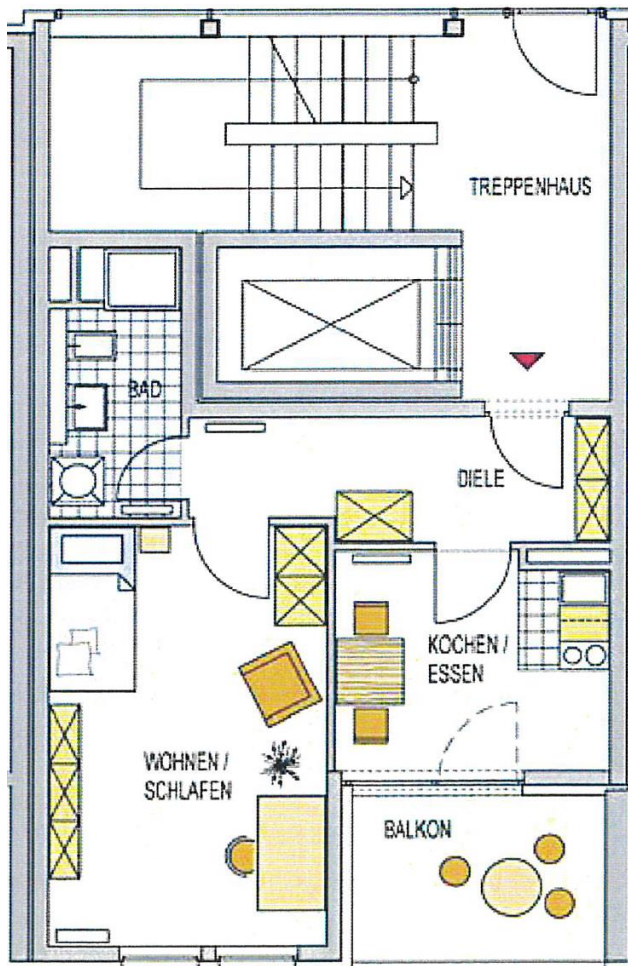 TREPPENHAUS
BAD
DIELE
KOCHEN /
ESSEN
WOHNEN /
SCHLAFEN
BALKON